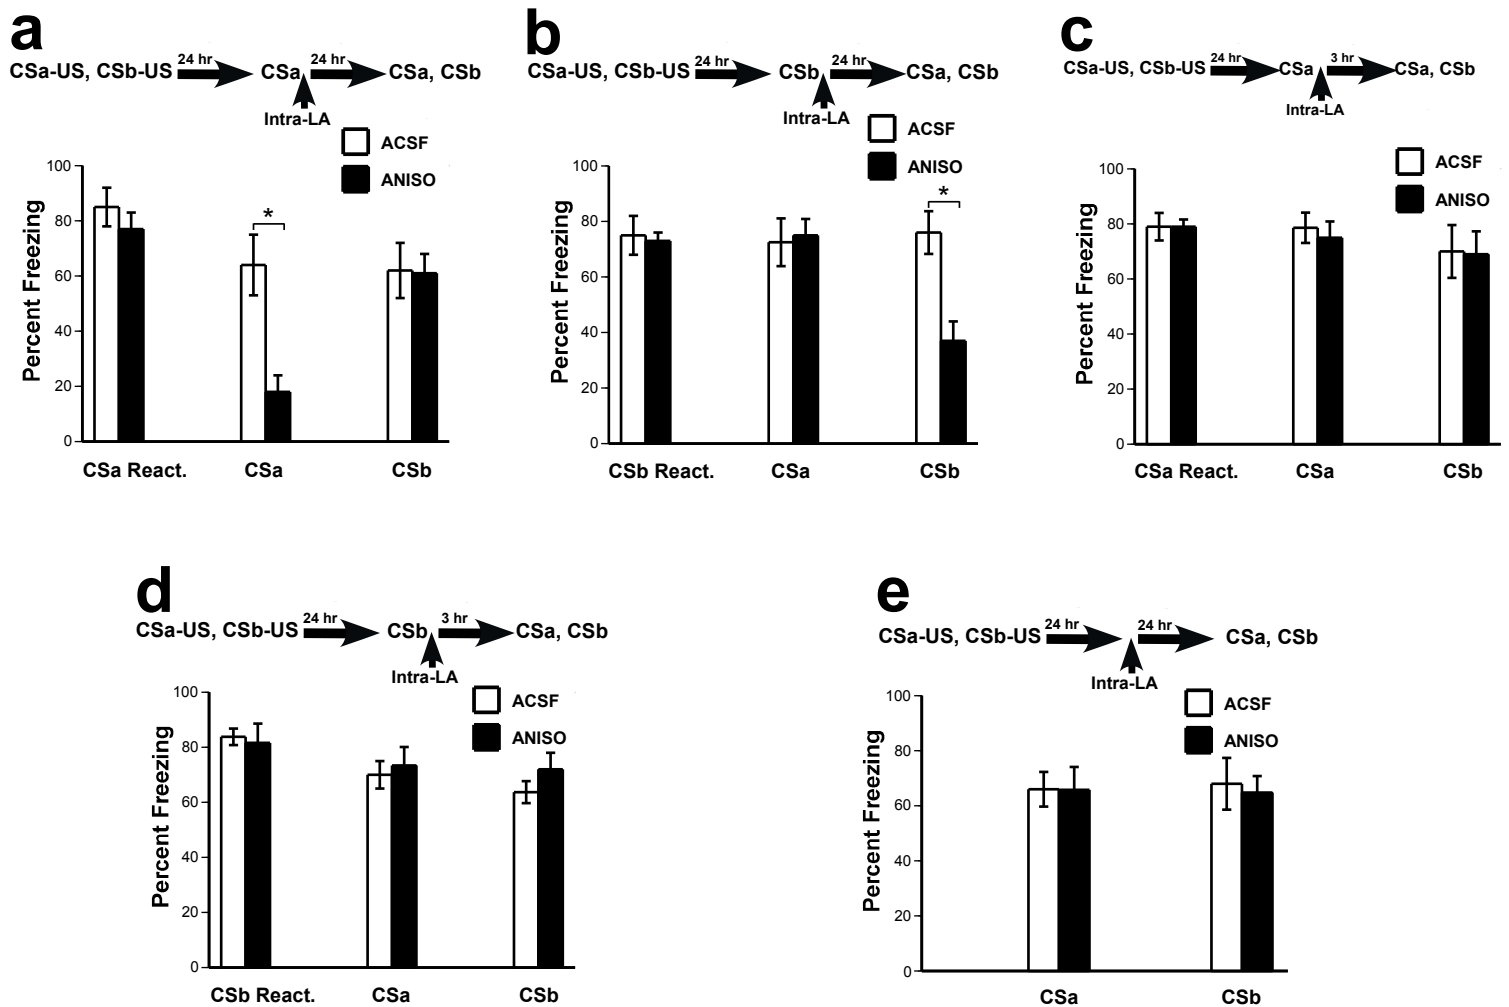 a
24 hr 24 hr
CSa-US, CSb-US CSa CSa, CSb
Intra-LA
ACSF
ANISO
Percent Freezing
100
80
60
40
20
0
*
CSa React. CSa CSb
b
24 hr 24 hr
CSa-US, CSb-US CSb CSa, CSb
Intra-LA
ACSF
ANISO
Percent Freezing
100
80
60
40
20
0
*
CSb React. CSa CSb
c
24 hr 3 hr
CSa-US, CSb-US CSa CSa, CSb
Intra-LA
ACSF
ANISO
Percent Freezing
100
80
60
40
20
0
CSa React. CSa CSb
d
24 hr 3 hr
CSa-US, CSb-US CSb CSa, CSb
Intra-LA
ACSF
ANISO
Percent Freezing
100
80
60
40
20
0
CSb React. CSa CSb
e
24 hr 24 hr
CSa-US, CSb-US CSa, CSb
Intra-LA
ACSF
ANISO
Percent Freezing
100
80
60
40
20
0
CSa CSb